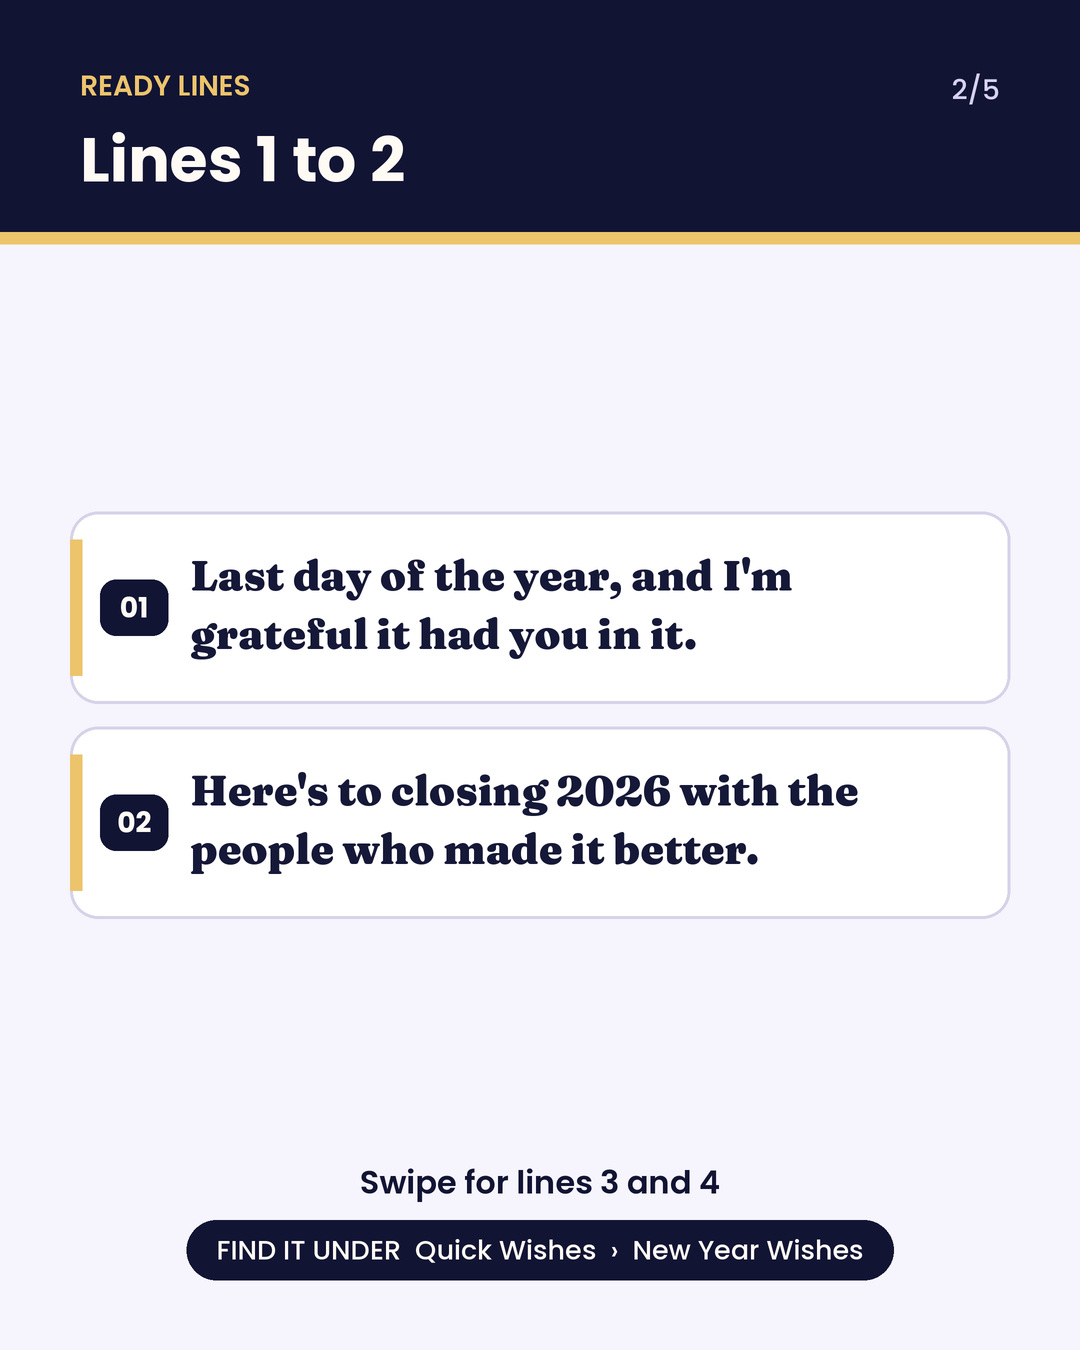 READY LINES
2/5
Lines 1 to 2
01
Last day of the year, and I'm
grateful it had you in it.
02
Here's to closing 2026 with the
people who made it better.
Swipe for lines 3 and 4
FIND IT UNDER Quick Wishes › New Year Wishes